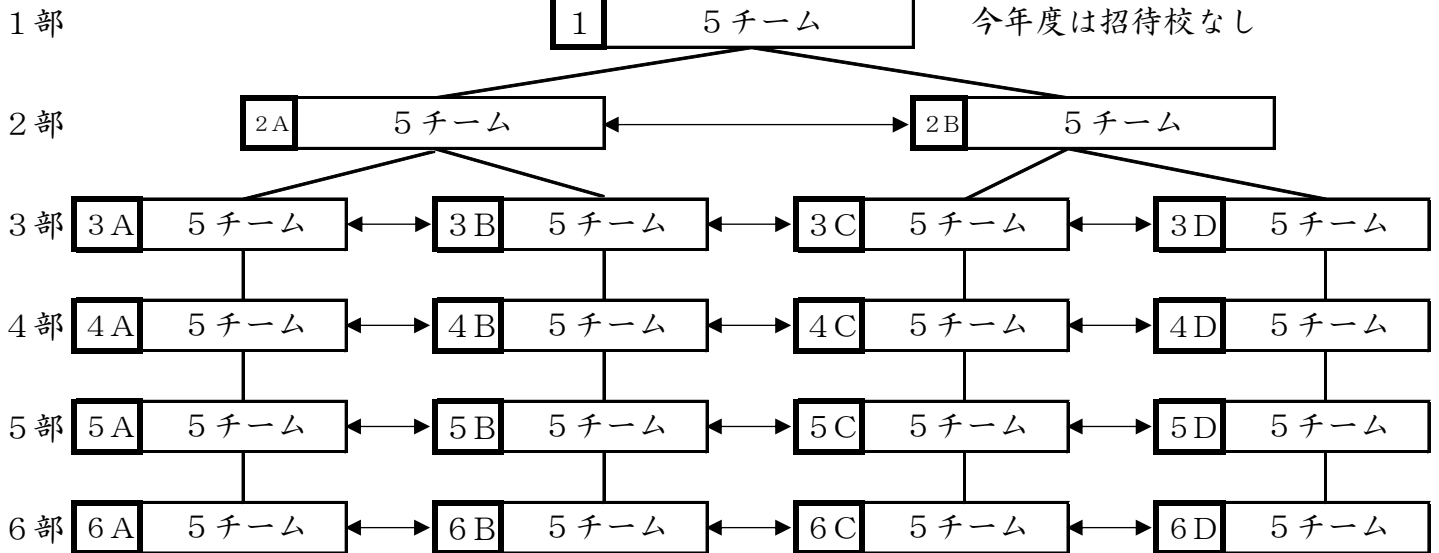 1部 1 5チーム 今年度は招待校なし
2部 2A 5チーム 2B 5チーム
3部 3A 5チーム 3B 5チーム 3C 5チーム 3D 5チーム
4部 4A 5チーム 4B 5チーム 4C 5チーム 4D 5チーム
5部 5A 5チーム 5B 5チーム 5C 5チーム 5D 5チーム
6部 6A 5チーム 6B 5チーム 6C 5チーム 6D 5チーム